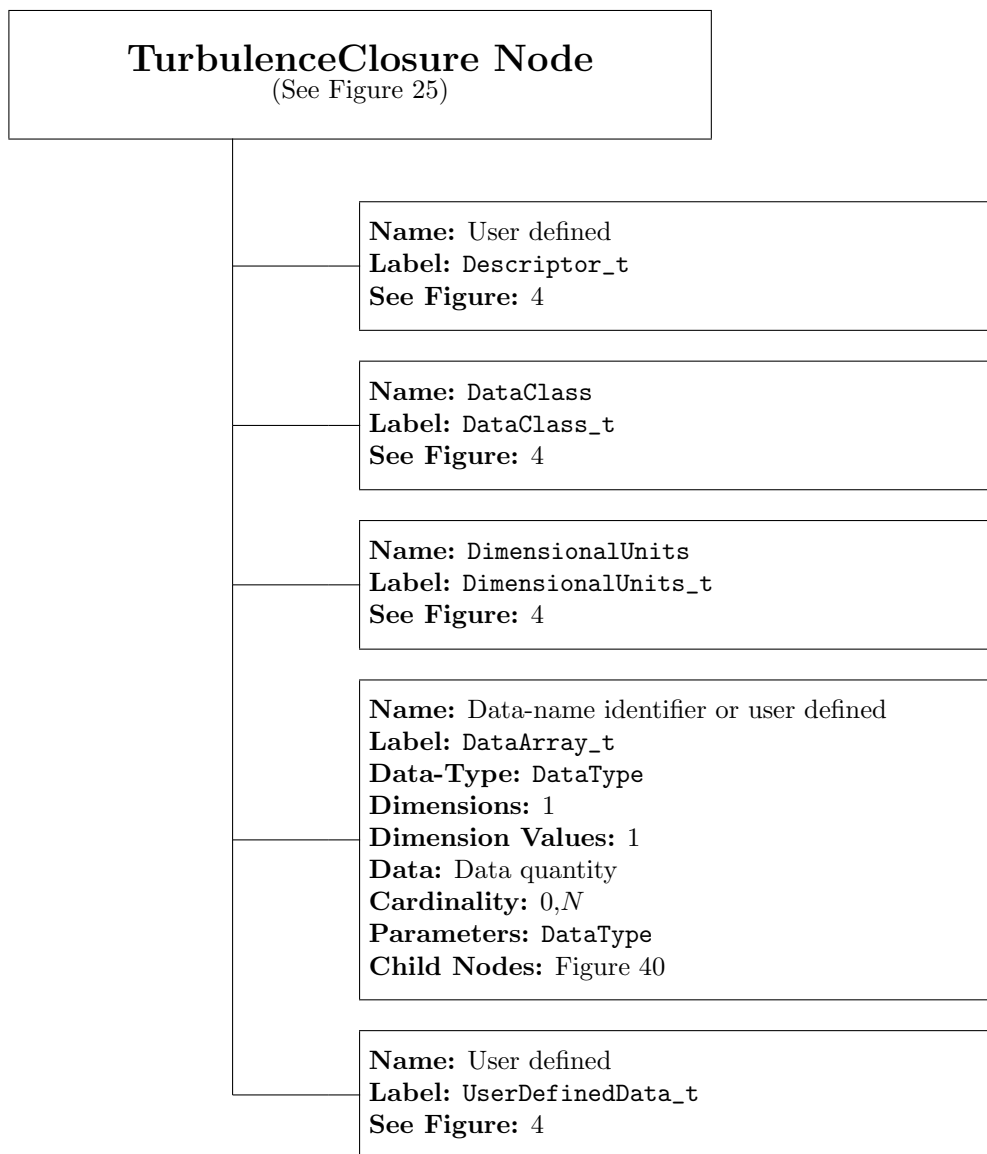 TurbulenceClosure Node
(See Figure 25)
Name: User defined
Label: Descriptor_t
See Figure: 4
Name: DataClass
Label: DataClass_t
See Figure: 4
Name: DimensionalUnits
Label: DimensionalUnits_t
See Figure: 4
Name: Data-name identifier or user defined
Label: DataArray_t
Data-Type: DataType
Dimensions: 1
Dimension Values: 1
Data: Data quantity
Cardinality: 0,N
Parameters: DataType
Child Nodes: Figure 40
Name: User defined
Label: UserDefinedData_t
See Figure: 4